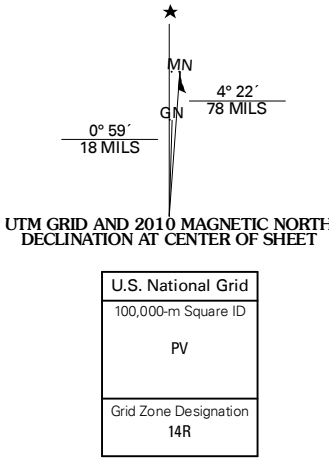 ★
MN
GN
4° 22´
78 MILS
0° 59´
18 MILS
UTM GRID AND 2010 MAGNETIC NORTH
DECLINATION AT CENTER OF SHEET
U.S. National Grid
100,000-m Square ID
PV
Grid Zone Designation
14R